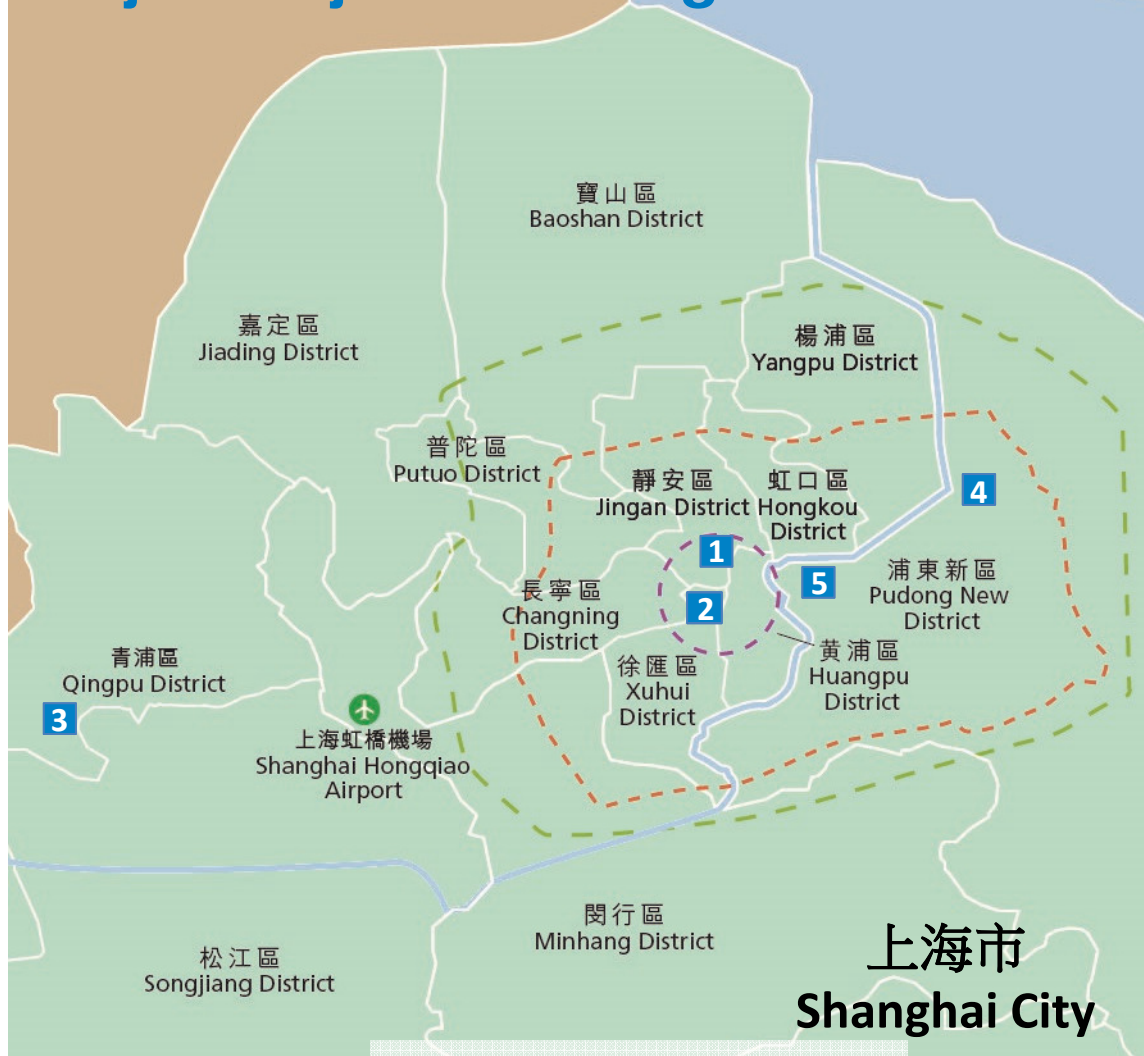 寶山區
Baoshan District
嘉定區
Jiading District
楊浦區
Yangpu District
普陀區
Putuo District
靜安區
Jingan District
虹口區
Hongkou
District
4
1
5
浦東新區
Pudong New
District
長寧區
Changning
District
2
黄浦區
Huangpu
District
徐匯區
Xuhui
District
青浦區
Qingpu District
3
上海虹橋機場
Shanghai Hongqiao
Airport
閔行區
Minhang District
松江區
Songjiang District
上海市
Shanghai City